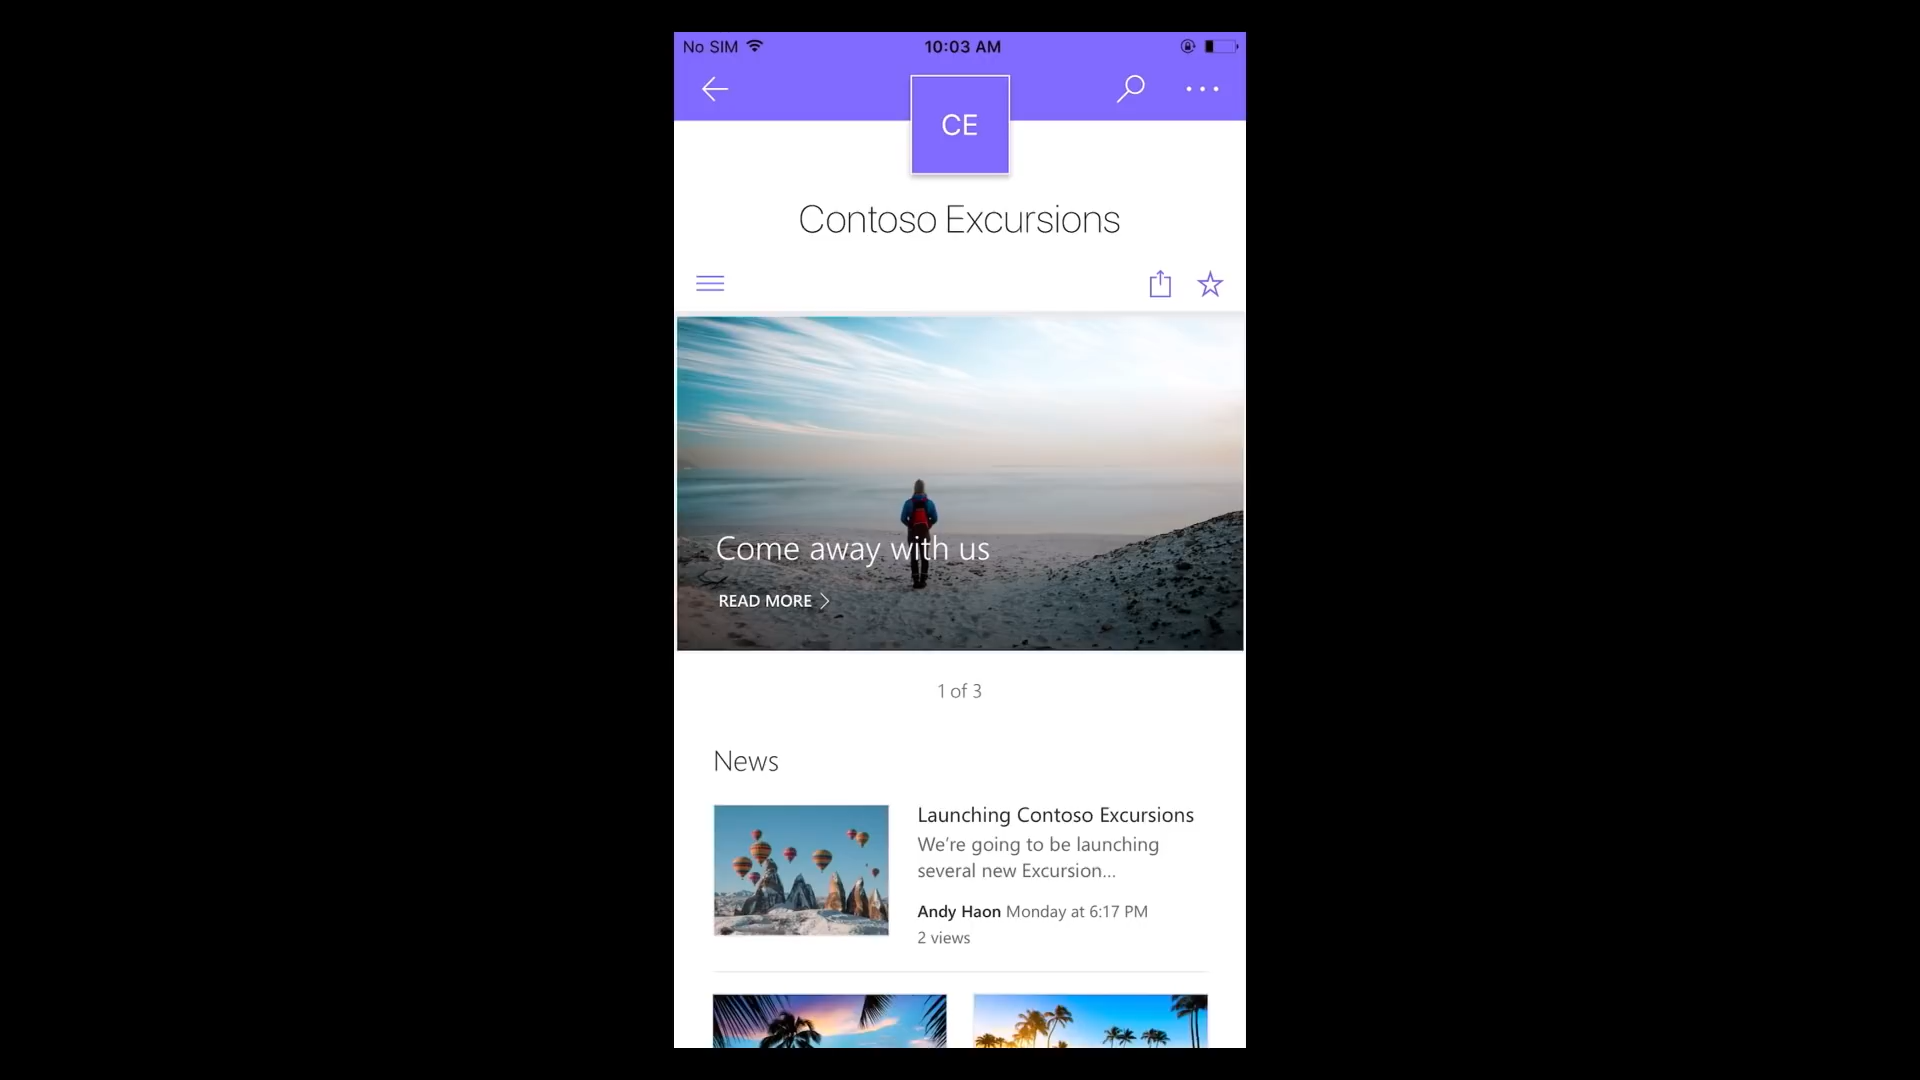 No SIM 10:03 AM
CE
Contoso Excursions
Come away with us
READ MORE
1 of 3
News
Launching Contoso Excursions
We're going to be launching
several new Excursion...
Andy Haon Monday at 6:17 PM
2 views